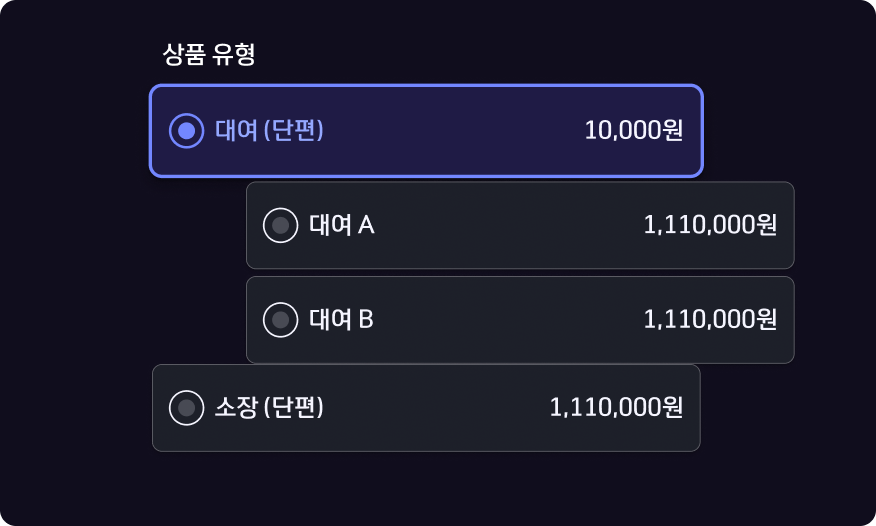 상품 유형
대여 (단편) 10,000원
대여 A 1,110,000원
대여 B 1,110,000원
소장 (단편) 1,110,000원